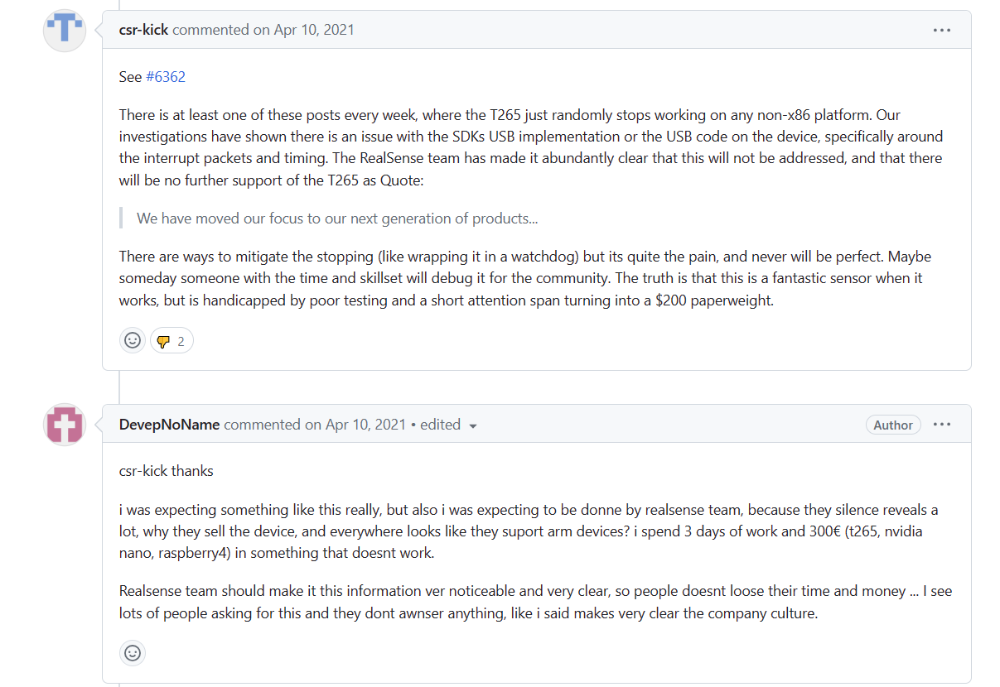 csr-kick commented on Apr 10, 2021
See #6362
There is at least one of these posts every week, where the T265 just randomly stops working on any non-x86 platform. Our
investigations have shown there is an issue with the SDKs USB implementation or the USB code on the device, specifically around
the interrupt packets and timing. The RealSense team has made it abundantly clear that this will not be addressed, and that there
will be no further support of the T265 as Quote:
We have moved our focus to our next generation of products...
There are ways to mitigate the stopping (like wrapping it in a watchdog) but its quite the pain, and never will be perfect. Maybe
someday someone with the time and skillset will debug it for the community. The truth is that this is a fantastic sensor when it
works, but is handicapped by poor testing and a short attention span turning into a $200 paperweight.
2
DevepNoName commented on Apr 10, 2021 • edited Author
csr-kick thanks
i was expecting something like this really, but also i was expecting to be donne by realsense team, because they silence reveals a
lot, why they sell the device, and everywhere looks like they suport arm devices? i spend 3 days of work and 300€ (t265, nvidia
nano, raspberry4) in something that doesnt work.
Realsense team should make it this information ver noticeable and very clear, so people doesnt loose their time and money ... I see
lots of people asking for this and they dont awnser anything, like i said makes very clear the company culture.